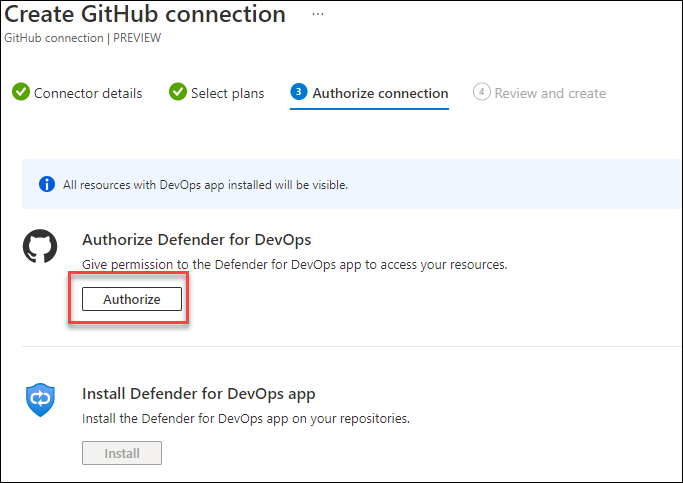 Create GitHub connection ...
GitHub connection | PREVIEW
Connector details Select plans 3 Authorize connection 4 Review and create
All resources with DevOps app installed will be visible.
Authorize Defender for DevOps
Give permission to the Defender for DevOps app to access your resources.
Authorize
Install Defender for DevOps app
Install the Defender for DevOps app on your repositories.
Install